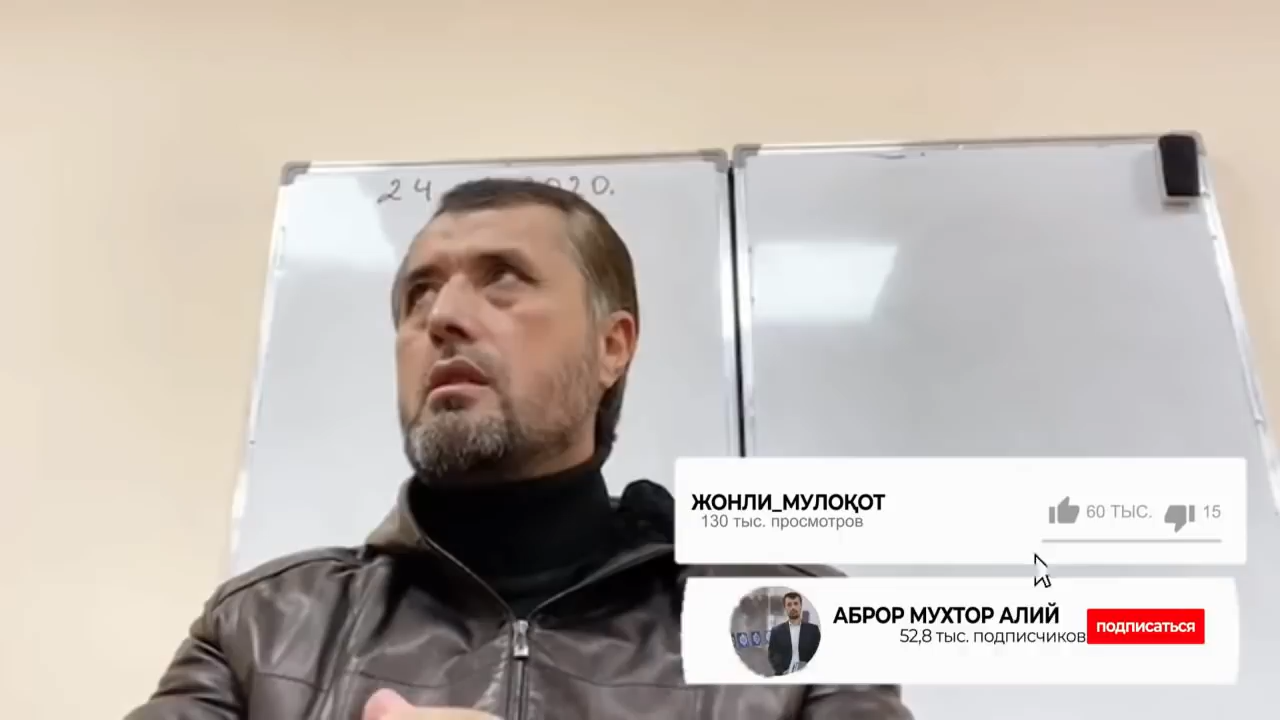 24 2020.
ЖОНЛИ_МУЛОҚОТ
130 тыс. просмотров
60 ТЫС.
15
АБРОР МУХТОР АЛИЙ
52,8 тыс. подписчиков
подписаться